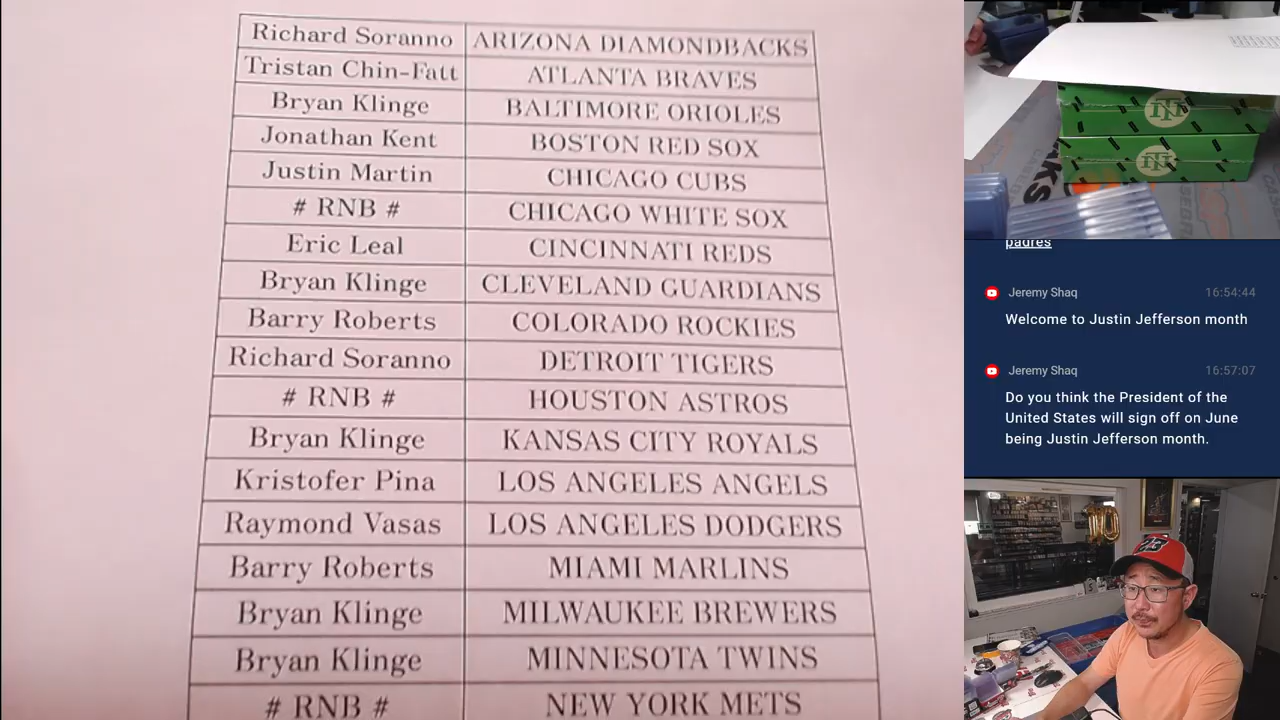 Richard Soranno ARIZONA DIAMONDBACKS
Tristan Chin-Fatt ATLANTA BRAVES
Bryan Klinge BALTIMORE ORIOLES
Jonathan Kent BOSTON RED SOX
Justin Martin CHICAGO CUBS
# RNB # CHICAGO WHITE SOX
Eric Leal CINCINNATI REDS
Bryan Klinge CLEVELAND GUARDIANS
Barry Roberts COLORADO ROCKIES
Richard Soranno DETROIT TIGERS
# RNB # HOUSTON ASTROS
Bryan Klinge KANSAS CITY ROYALS
Kristofer Pina LOS ANGELES ANGELS
Raymond Vasas LOS ANGELES DODGERS
Barry Roberts MIAMI MARLINS
Bryan Klinge MILWAUKEE BREWERS
Bryan Klinge MINNESOTA TWINS
# RNB # NEW YORK METS
padres
Jeremy Shaq 16:54:44
Welcome to Justin Jefferson month
Jeremy Shaq 16:57:07
Do you think the President of the
United States will sign off on June
being Justin Jefferson month.
10